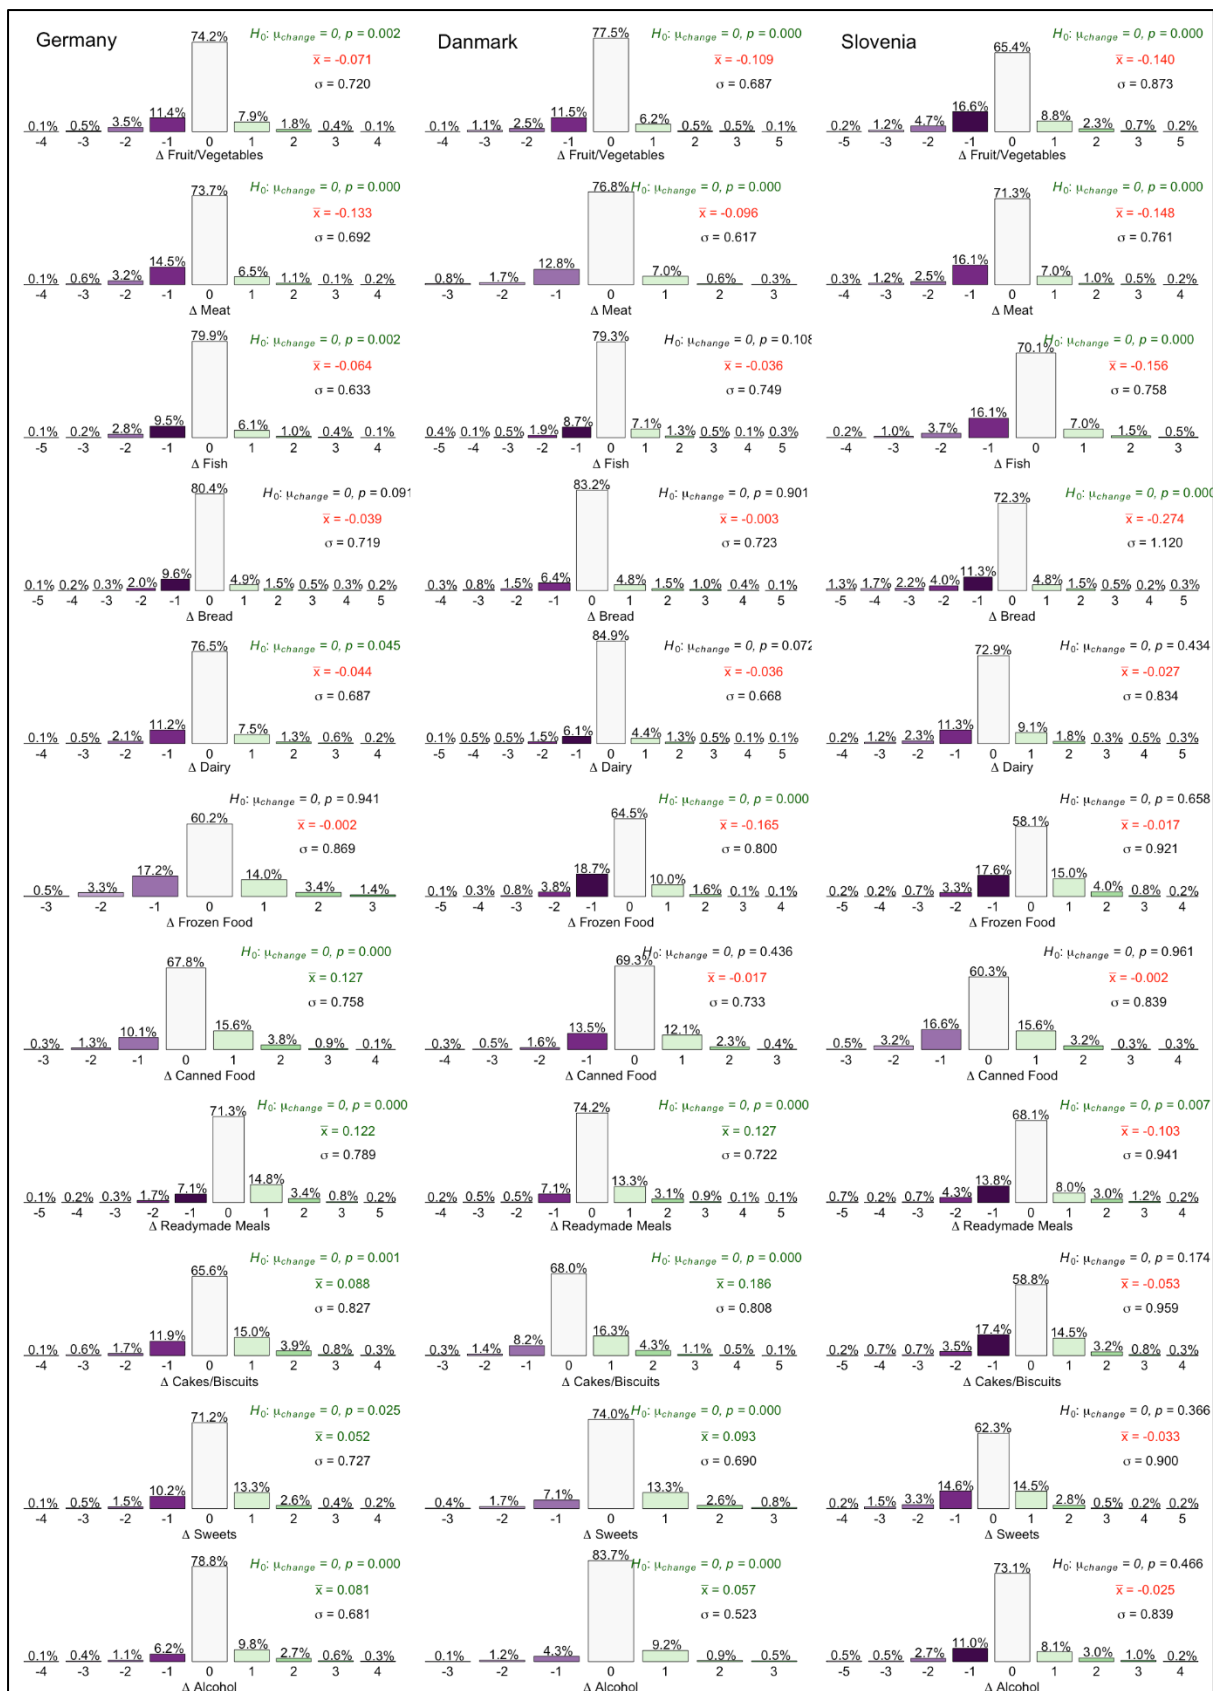 Germany
74.2%
H₀: μchange = 0, p = 0.002
x̄ = -0.071
σ = 0.720
0.1% 0.5% 3.5% 11.4% 7.9% 1.8% 0.4% 0.1%
-4 -3 -2 -1 0 1 2 3 4
Δ Fruit/Vegetables
Danmark
77.5%
H₀: μchange = 0, p = 0.000
x̄ = -0.109
σ = 0.687
0.1% 1.1% 2.5% 11.5% 6.2% 0.5% 0.5% 0.1%
-4 -3 -2 -1 0 1 2 3 5
Δ Fruit/Vegetables
Slovenia
65.4%
H₀: μchange = 0, p = 0.000
x̄ = -0.140
σ = 0.873
0.2% 1.2% 4.7% 16.6% 8.8% 2.3% 0.7% 0.2%
-5 -3 -2 -1 0 1 2 3 5
Δ Fruit/Vegetables
73.7%
H₀: μchange = 0, p = 0.000
x̄ = -0.133
σ = 0.692
0.1% 0.6% 3.2% 14.5% 6.5% 1.1% 0.1% 0.2%
-4 -3 -2 -1 0 1 2 3 4
Δ Meat
76.8%
H₀: μchange = 0, p = 0.000
x̄ = -0.096
σ = 0.617
0.8% 1.7% 12.8% 7.0% 0.6% 0.3%
-3 -2 -1 0 1 2 3
Δ Meat
71.3%
H₀: μchange = 0, p = 0.000
x̄ = -0.148
σ = 0.761
0.3% 1.2% 2.5% 16.1% 7.0% 1.0% 0.5% 0.2%
-4 -3 -2 -1 0 1 2 3 4
Δ Meat
79.9%
H₀: μchange = 0, p = 0.002
x̄ = -0.064
σ = 0.633
0.1% 0.2% 2.8% 9.5% 6.1% 1.0% 0.4% 0.1%
-5 -3 -2 -1 0 1 2 3 4
Δ Fish
79.3%
H₀: μchange = 0, p = 0.108
x̄ = -0.036
σ = 0.749
0.4% 0.1% 0.5% 1.9% 8.7% 7.1% 1.3% 0.5% 0.1% 0.3%
-5 -4 -3 -2 -1 0 1 2 3 4 5
Δ Fish
70.1%
H₀: μchange = 0, p = 0.000
x̄ = -0.156
σ = 0.758
0.2% 1.0% 3.7% 16.1% 7.0% 1.5% 0.5%
-4 -3 -2 -1 0 1 2 3
Δ Fish
80.4%
H₀: μchange = 0, p = 0.091
x̄ = -0.039
σ = 0.719
0.1% 0.2% 0.3% 2.0% 9.6% 4.9% 1.5% 0.5% 0.3% 0.2%
-5 -4 -3 -2 -1 0 1 2 3 4 5
Δ Bread
83.2%
H₀: μchange = 0, p = 0.901
x̄ = -0.003
σ = 0.723
0.3% 0.8% 1.5% 6.4% 4.8% 1.5% 1.0% 0.4% 0.1%
-4 -3 -2 -1 0 1 2 3 4 5
Δ Bread
72.3%
H₀: μchange = 0, p = 0.000
x̄ = -0.274
σ = 1.120
1.3% 1.7% 2.2% 4.0% 11.3% 4.8% 1.5% 0.5% 0.2% 0.3%
-5 -4 -3 -2 -1 0 1 2 3 4 5
Δ Bread
76.5%
H₀: μchange = 0, p = 0.045
x̄ = -0.044
σ = 0.687
0.1% 0.5% 2.1% 11.2% 7.5% 1.3% 0.6% 0.2%
-4 -3 -2 -1 0 1 2 3 4
Δ Dairy
84.9%
H₀: μchange = 0, p = 0.072
x̄ = -0.036
σ = 0.668
0.1% 0.5% 0.5% 1.5% 6.1% 4.4% 1.3% 0.5% 0.1% 0.1%
-5 -4 -3 -2 -1 0 1 2 3 4 5
Δ Dairy
72.9%
H₀: μchange = 0, p = 0.434
x̄ = -0.027
σ = 0.834
0.2% 1.2% 2.3% 11.3% 9.1% 1.8% 0.3% 0.5% 0.3%
-4 -3 -2 -1 0 1 2 3 4 5
Δ Dairy
60.2%
H₀: μchange = 0, p = 0.941
x̄ = -0.002
σ = 0.869
0.5% 3.3% 17.2% 14.0% 3.4% 1.4%
-3 -2 -1 0 1 2 3
Δ Frozen Food
64.5%
H₀: μchange = 0, p = 0.000
x̄ = -0.165
σ = 0.800
0.1% 0.3% 0.8% 3.8% 18.7% 10.0% 1.6% 0.1% 0.1%
-5 -4 -3 -2 -1 0 1 2 3 4
Δ Frozen Food
58.1%
H₀: μchange = 0, p = 0.658
x̄ = -0.017
σ = 0.921
0.2% 0.2% 0.7% 3.3% 17.6% 15.0% 4.0% 0.8% 0.2%
-5 -4 -3 -2 -1 0 1 2 3 4
Δ Frozen Food
67.8%
H₀: μchange = 0, p = 0.000
x̄ = 0.127
σ = 0.758
0.3% 1.3% 10.1% 15.6% 3.8% 0.9% 0.1%
-3 -2 -1 0 1 2 3 4
Δ Canned Food
69.3%
H₀: μchange = 0, p = 0.436
x̄ = -0.017
σ = 0.733
0.3% 0.5% 1.6% 13.5% 12.1% 2.3% 0.4%
-4 -3 -2 -1 0 1 2 3
Δ Canned Food
60.3%
H₀: μchange = 0, p = 0.961
x̄ = -0.002
σ = 0.839
0.5% 3.2% 16.6% 15.6% 3.2% 0.3% 0.3%
-3 -2 -1 0 1 2 3 4
Δ Canned Food
71.3%
H₀: μchange = 0, p = 0.000
x̄ = 0.122
σ = 0.789
0.1% 0.2% 0.3% 1.7% 7.1% 14.8% 3.4% 0.8% 0.2%
-5 -4 -3 -2 -1 0 1 2 3 5
Δ Readymade Meals
74.2%
H₀: μchange = 0, p = 0.000
x̄ = 0.127
σ = 0.722
0.2% 0.5% 0.5% 7.1% 13.3% 3.1% 0.9% 0.1% 0.1%
-4 -3 -2 -1 0 1 2 3 4 5
Δ Readymade Meals
68.1%
H₀: μchange = 0, p = 0.007
x̄ = -0.103
σ = 0.941
0.7% 0.2% 0.7% 4.3% 13.8% 8.0% 3.0% 1.2% 0.2%
-5 -4 -3 -2 -1 0 1 2 3 4
Δ Readymade Meals
65.6%
H₀: μchange = 0, p = 0.001
x̄ = 0.088
σ = 0.827
0.1% 0.6% 1.7% 11.9% 15.0% 3.9% 0.8% 0.3%
-4 -3 -2 -1 0 1 2 3 4
Δ Cakes/Biscuits
68.0%
H₀: μchange = 0, p = 0.000
x̄ = 0.186
σ = 0.808
0.3% 1.4% 8.2% 16.3% 4.3% 1.1% 0.5% 0.1%
-3 -2 -1 0 1 2 3 4 5
Δ Cakes/Biscuits
58.8%
H₀: μchange = 0, p = 0.174
x̄ = -0.053
σ = 0.959
0.2% 0.7% 0.7% 3.5% 17.4% 14.5% 3.2% 0.8% 0.3%
-5 -4 -3 -2 -1 0 1 2 3 4
Δ Cakes/Biscuits
71.2%
H₀: μchange = 0, p = 0.025
x̄ = 0.052
σ = 0.727
0.1% 0.5% 1.5% 10.2% 13.3% 2.6% 0.4% 0.2%
-4 -3 -2 -1 0 1 2 3 4
Δ Sweets
74.0%
H₀: μchange = 0, p = 0.000
x̄ = 0.093
σ = 0.690
0.4% 1.7% 7.1% 13.3% 2.6% 0.8%
-3 -2 -1 0 1 2 3
Δ Sweets
62.3%
H₀: μchange = 0, p = 0.366
x̄ = -0.033
σ = 0.900
0.2% 1.5% 3.3% 14.6% 14.5% 2.8% 0.5% 0.2% 0.2%
-4 -3 -2 -1 0 1 2 3 4 5
Δ Sweets
78.8%
H₀: μchange = 0, p = 0.000
x̄ = 0.081
σ = 0.681
0.1% 0.4% 1.1% 6.2% 9.8% 2.7% 0.6% 0.3%
-4 -3 -2 -1 0 1 2 3 4
Δ Alcohol
83.7%
H₀: μchange = 0, p = 0.000
x̄ = 0.057
σ = 0.523
0.1% 1.2% 4.3% 9.2% 0.9% 0.5%
-3 -2 -1 0 1 2 3
Δ Alcohol
73.1%
H₀: μchange = 0, p = 0.466
x̄ = -0.025
σ = 0.839
0.5% 0.5% 2.7% 11.0% 8.1% 3.0% 1.0% 0.2%
-5 -3 -2 -1 0 1 2 3 4
Δ Alcohol